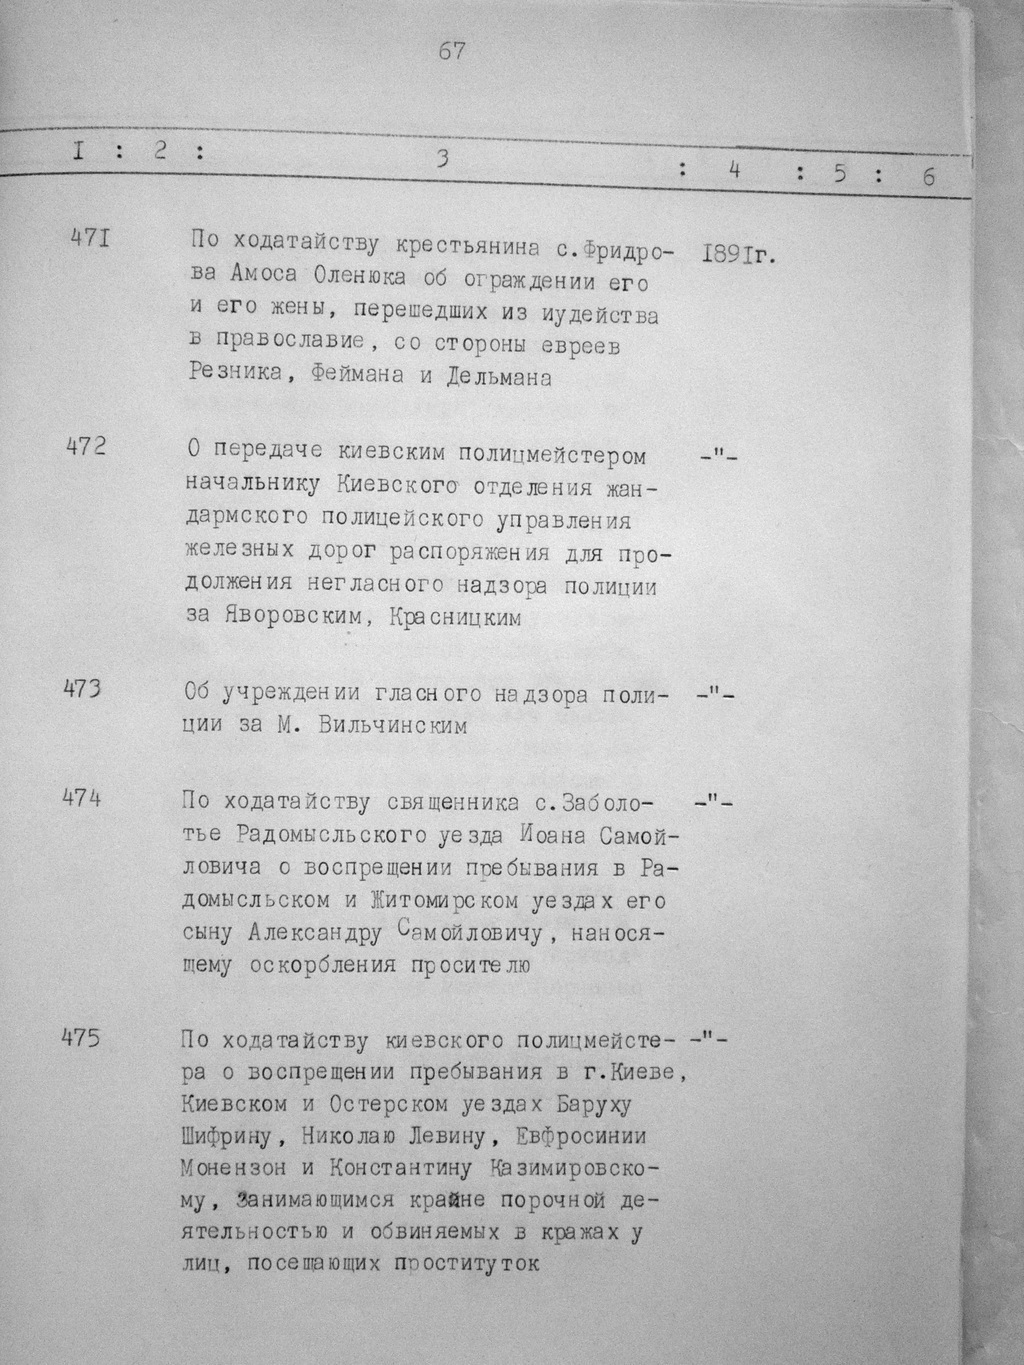 67
I : 2 : 3 : 4 : 5 : 6
471 По ходатайству крестьянина с.Фридро- 1891г.
ва Амоса Оленюка об ограждении его
и его жены, перешедших из иудейства
в православие, со стороны евреев
Резника, Феймана и Дельмана
472 О передаче киевским полицмейстером -"-
начальнику Киевского отделения жан-
дармского полицейского управления
железных дорог распоряжения для про-
должения негласного надзора полиции
за Яворовским, Красницким
473 Об учреждении гласного надзора поли- -"-
ции за М. Вильчинским
474 По ходатайству священника с.Заболо- -"-
тье Радомысльского уезда Иоана Самой-
ловича о воспрещении пребывания в Ра-
домысльском и Житомирском уездах его
сыну Александру Самойловичу, нанося-
щему оскорбления просителю
475 По ходатайству киевского полицмейсте- -"-
ра о воспрещении пребывания в г.Киеве,
Киевском и Остерском уездах Баруху
Шифрину, Николаю Левину, Евфросинии
Монензон и Константину Казимировско-
му, Занимающимся крайне порочной де-
ятельностью и обвиняемых в кражах у
лиц, посещающих проституток